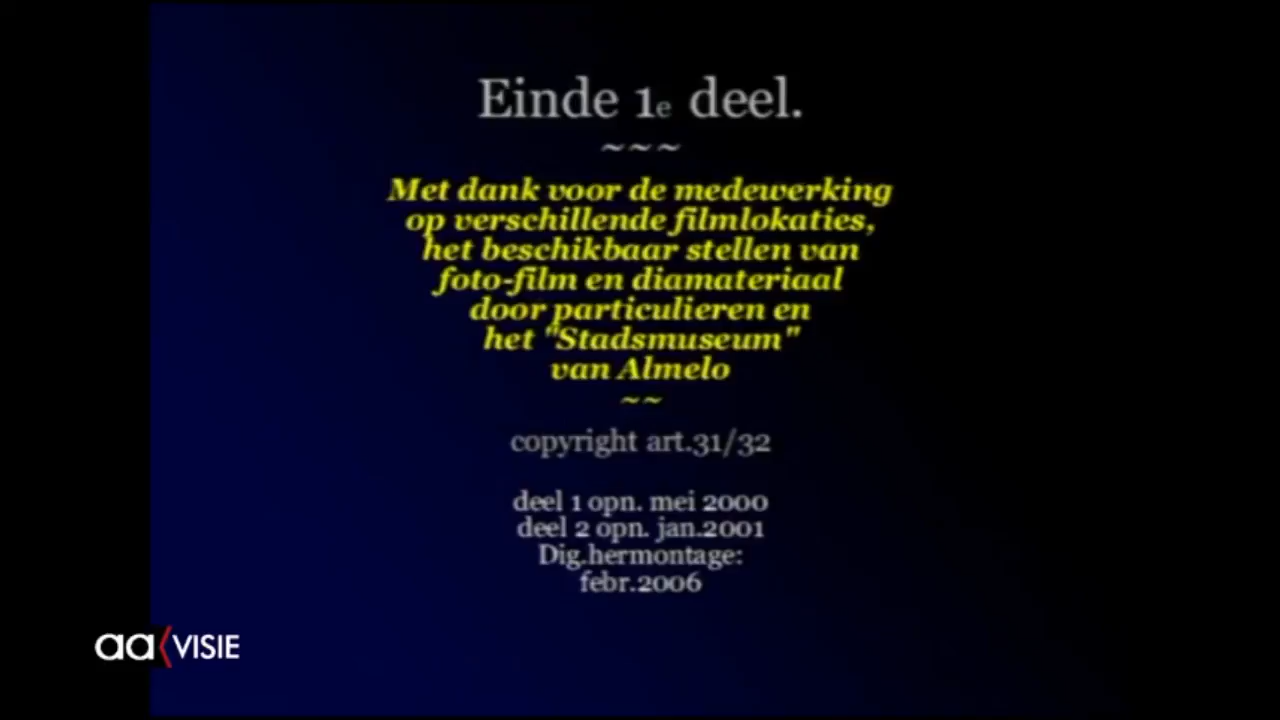 Einde 1e deel.
~~~
Met dank voor de medewerking
op verschillende filmlokaties,
het beschikbaar stellen van
foto-film en diamateriaal
door particulieren en
het "Stadsmuseum"
van Almelo
~~
copyright art.31/32
deel 1 opn. mei 2000
deel 2 opn. jan.2001
Dig.hermontage:
febr.2006
aa VISIE